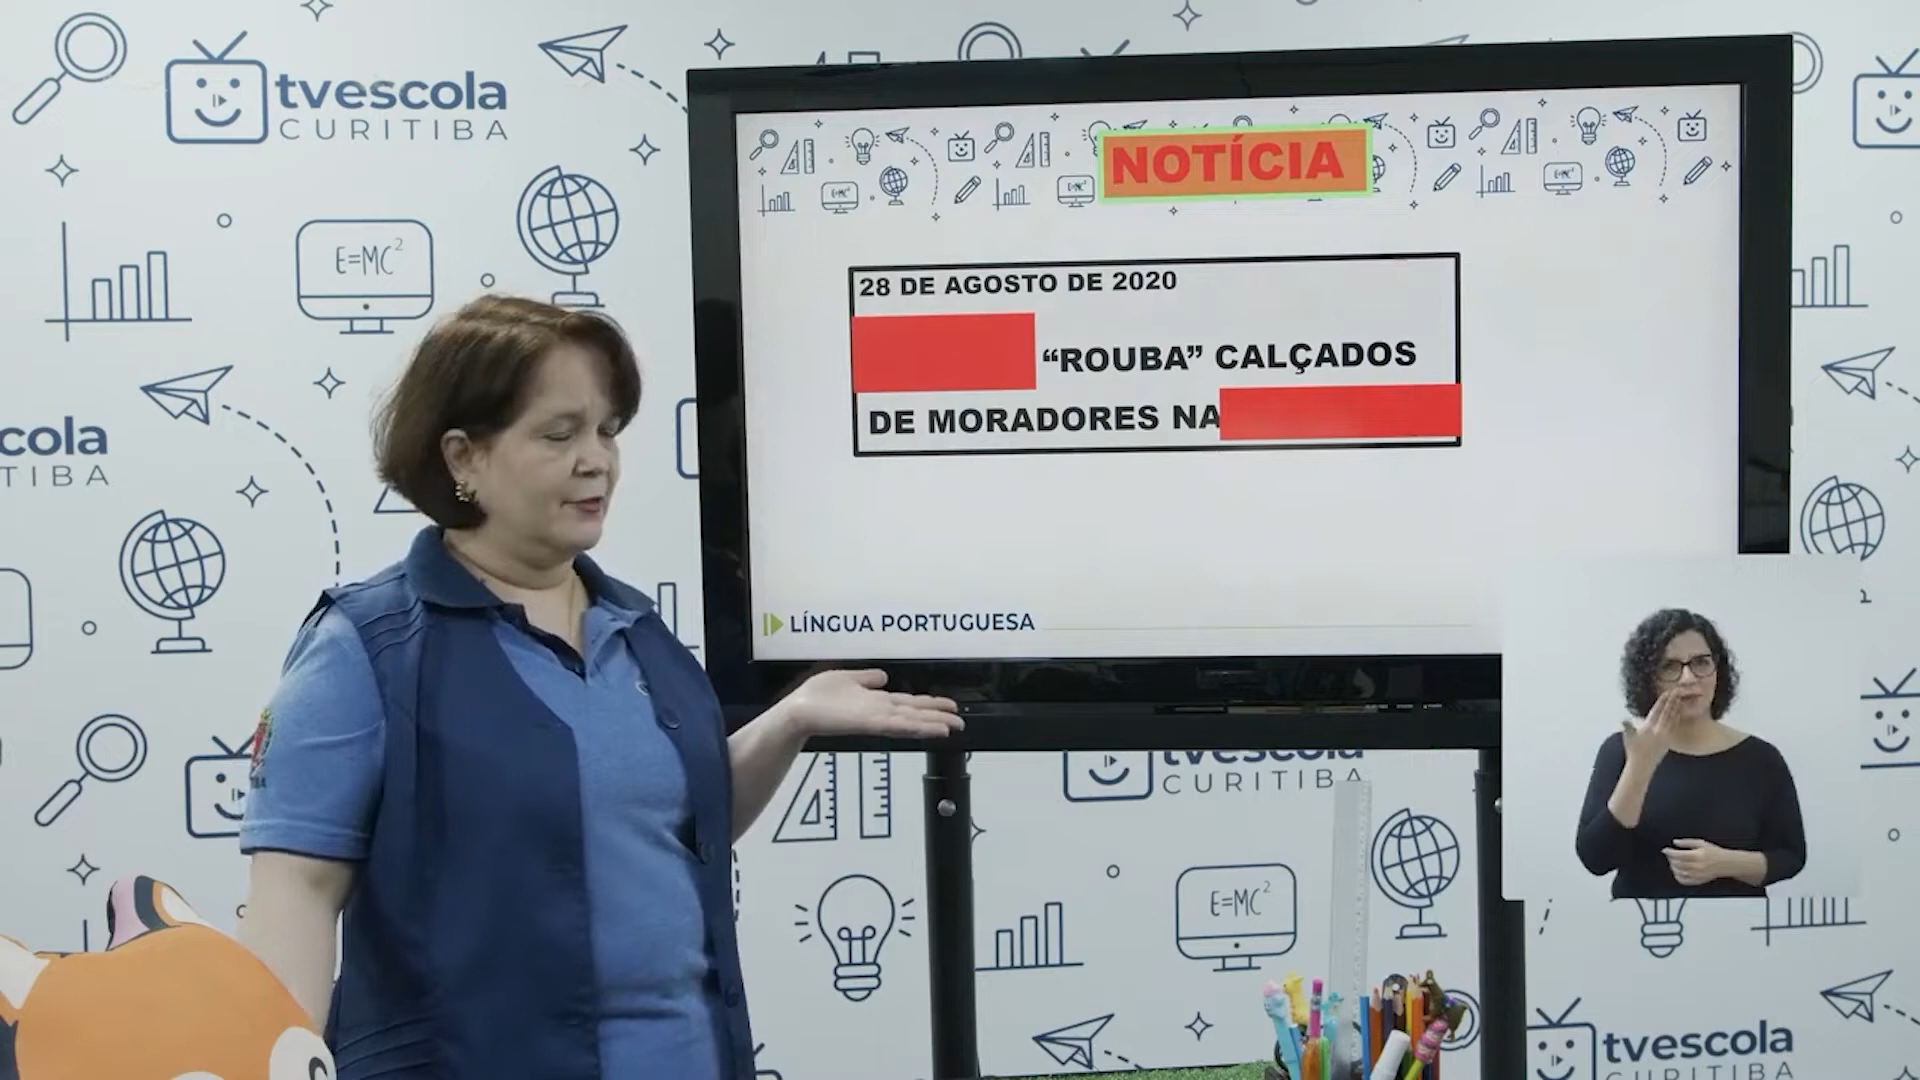 tvescola
CURITIBA
E=MC²
cola
TIBA
NOTÍCIA
28 DE AGOSTO DE 2020
“ROUBA” CALÇADOS
DE MORADORES NA
LÍNGUA PORTUGUESA
tvescola
CURITIBA
E=MC²
tvescola
CURITIBA